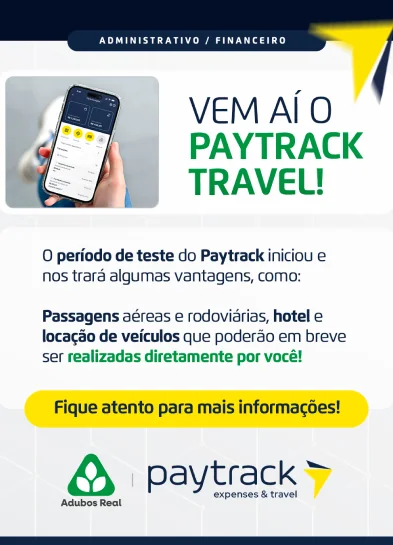 ADMINISTRATIVO / FINANCEIRO
VEM AÍ O
PAYTRACK
TRAVEL!
O período de teste do Paytrack iniciou e
nos trará algumas vantagens, como:
Passagens aéreas e rodoviárias, hotel e
locação de veículos que poderão em breve
ser realizadas diretamente por você!
Fique atento para mais informações!
Adubos Real
paytrack
expenses & travel